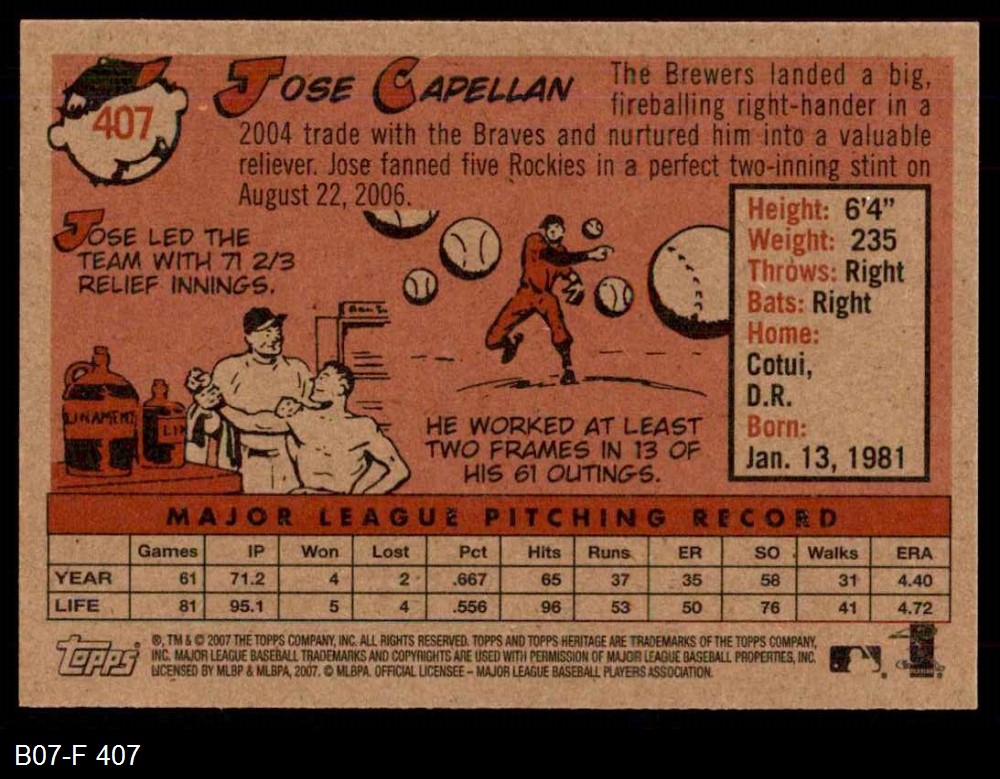 407
JOSE CAPELLAN
The Brewers landed a big,
fireballing right-hander in a
2004 trade with the Braves and nurtured him into a valuable
reliever. Jose fanned five Rockies in a perfect two-inning stint on
August 22, 2006.
JOSE LED THE
TEAM WITH 71 2/3
RELIEF INNINGS.
LINAMENT
LIN
HE WORKED AT LEAST
TWO FRAMES IN 13 OF
HIS 61 OUTINGS.
Height: 6'4"
Weight: 235
Throws: Right
Bats: Right
Home:
Cotui,
D.R.
Born:
Jan. 13, 1981
MAJOR LEAGUE PITCHING RECORD
Games IP Won Lost Pct Hits Runs ER SO Walks ERA
YEAR 61 71.2 4 2 .667 65 37 35 58 31 4.40
LIFE 81 95.1 5 4 .556 96 53 50 76 41 4.72
TOPPS
®, TM & © 2007 THE TOPPS COMPANY, INC. ALL RIGHTS RESERVED. TOPPS AND TOPPS HERITAGE ARE TRADEMARKS OF THE TOPPS COMPANY,
INC. MAJOR LEAGUE BASEBALL TRADEMARKS AND COPYRIGHTS ARE USED WITH PERMISSION OF MAJOR LEAGUE BASEBALL PROPERTIES, INC.
LICENSED BY MLBP & MLBPA, 2007. © MLBPA. OFFICIAL LICENSEE – MAJOR LEAGUE BASEBALL PLAYERS ASSOCIATION.
B07-F 407